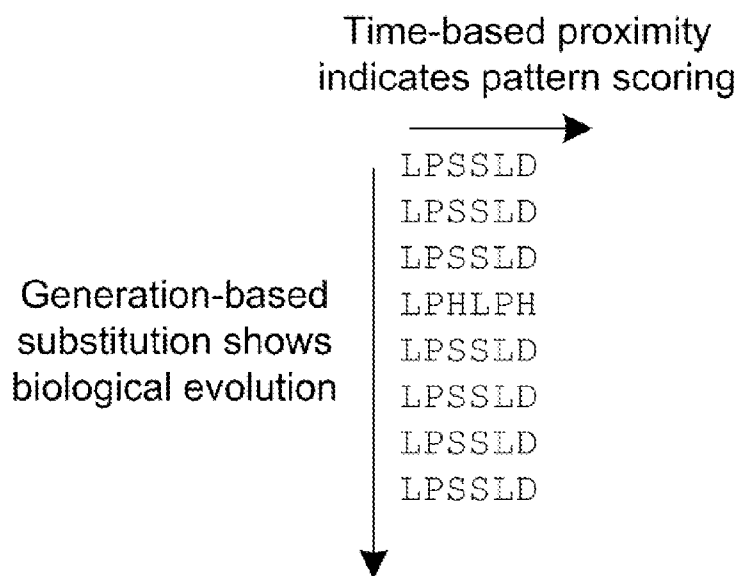 Time-based proximity
indicates pattern scoring
LPSSLD
LPSSLD
LPSSLD
LPHLPH
LPSSLD
LPSSLD
LPSSLD
LPSSLD
Generation-based
substitution shows
biological evolution